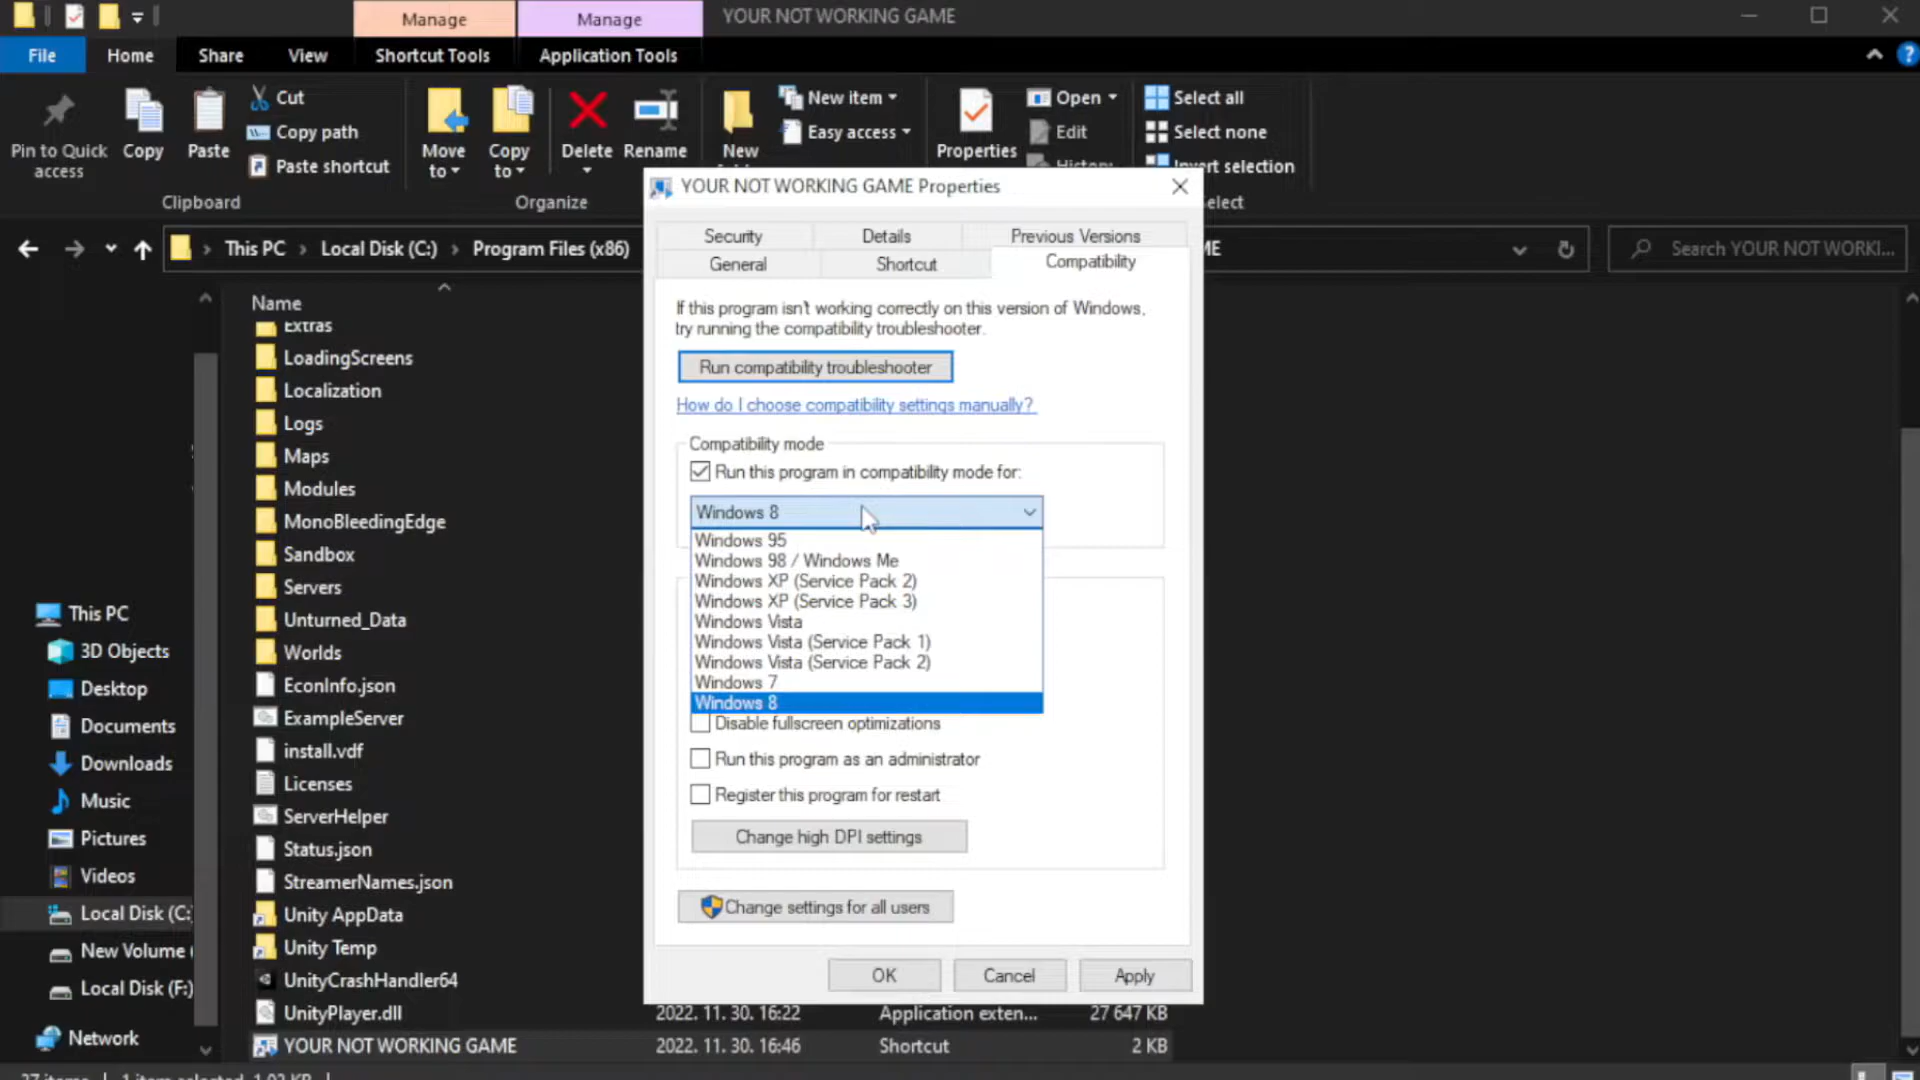 Manage
Manage
YOUR NOT WORKING GAME
File
Home
Share
View
Shortcut Tools
Application Tools
?
Pin to Quick access
Copy
Paste
Cut
Copy path
Paste shortcut
Move to
Copy to
Delete
Rename
New
New item
Easy access
Properties
Open
Edit
History
Select all
Select none
Invert selection
Clipboard
Organize
YOUR NOT WORKING GAME Properties
This PC
Local Disk (C:)
Program Files (x86)
Search YOUR NOT WORKI...
Security
Details
Previous Versions
General
Shortcut
Compatibility
If this program isn't working correctly on this version of Windows,
try running the compatibility troubleshooter.
Run compatibility troubleshooter
How do I choose compatibility settings manually?
Compatibility mode
Run this program in compatibility mode for:
Windows 8
Windows 95
Windows 98 / Windows Me
Windows XP (Service Pack 2)
Windows XP (Service Pack 3)
Windows Vista
Windows Vista (Service Pack 1)
Windows Vista (Service Pack 2)
Windows 7
Windows 8
Disable fullscreen optimizations
Run this program as an administrator
Register this program for restart
Change high DPI settings
Change settings for all users
OK
Cancel
Apply
Name
Extras
LoadingScreens
Localization
Logs
Maps
Modules
MonoBleedingEdge
Sandbox
Servers
Unturned_Data
Worlds
EconInfo.json
ExampleServer
install.vdf
Licenses
ServerHelper
Status.json
StreamerNames.json
Unity AppData
Unity Temp
UnityCrashHandler64
UnityPlayer.dll 2022. 11. 30. 16:22 Application exten... 27 647 KB
YOUR NOT WORKING GAME 2022. 11. 30. 16:46 Shortcut 2 KB
This PC
3D Objects
Desktop
Documents
Downloads
Music
Pictures
Videos
Local Disk (C:
New Volume (
Local Disk (F:)
Network